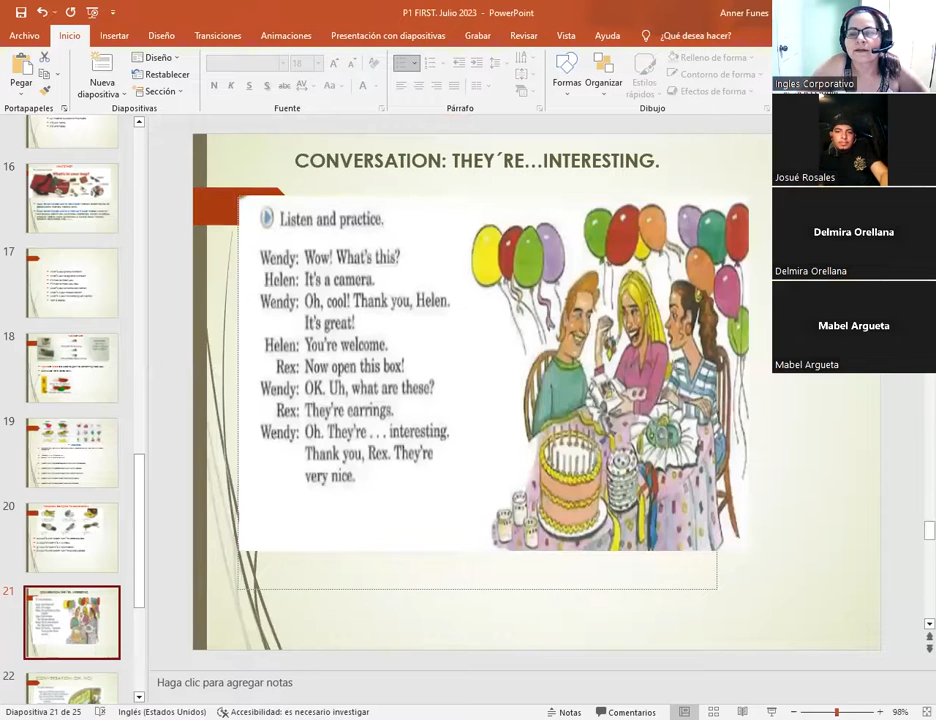 P1 FIRST. Julio 2023 - PowerPoint
Anner Funes
Archivo Inicio Insertar Diseño Transiciones Animaciones Presentación con diapositivas Grabar Revisar Vista Ayuda ¿Qué desea hacer?
Pegar
Nueva diapositiva
Diseño
Restablecer
Sección
18
N K S abc AV Aa A
Formas
Organizar
Estilos rápidos
Relleno de forma
Contorno de forma
Efectos de forma
Portapapeles Diapositivas Fuente Párrafo Dibujo
16
17
18
19
20
21
22
CONVERSATION: THEY´RE…INTERESTING.
Listen and practice.
Wendy: Wow! What's this?
Helen: It's a camera.
Wendy: Oh, cool! Thank you, Helen.
It's great!
Helen: You're welcome.
Rex: Now open this box!
Wendy: OK. Uh, what are these?
Rex: They're earrings.
Wendy: Oh. They're . . . interesting.
Thank you, Rex. They're
very nice.
Ingles Corporativo
Josué Rosales
Delmira Orellana
Delmira Orellana
Mabel Argueta
Mabel Argueta
Haga clic para agregar notas
Diapositiva 21 de 25 Inglés (Estados Unidos) Accesibilidad: es necesario investigar Notas Comentarios 98%